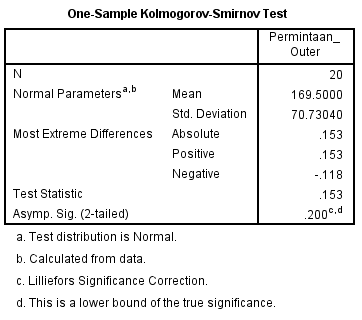 One-Sample Kolmogorov-Smirnov Test
Permintaan_
Outer
N 20
Normal Parametersa,b Mean 169.5000
Std. Deviation 70.73040
Most Extreme Differences Absolute .153
Positive .153
Negative -.118
Test Statistic .153
Asymp. Sig. (2-tailed) .200c,d
a. Test distribution is Normal.
b. Calculated from data.
c. Lilliefors Significance Correction.
d. This is a lower bound of the true significance.